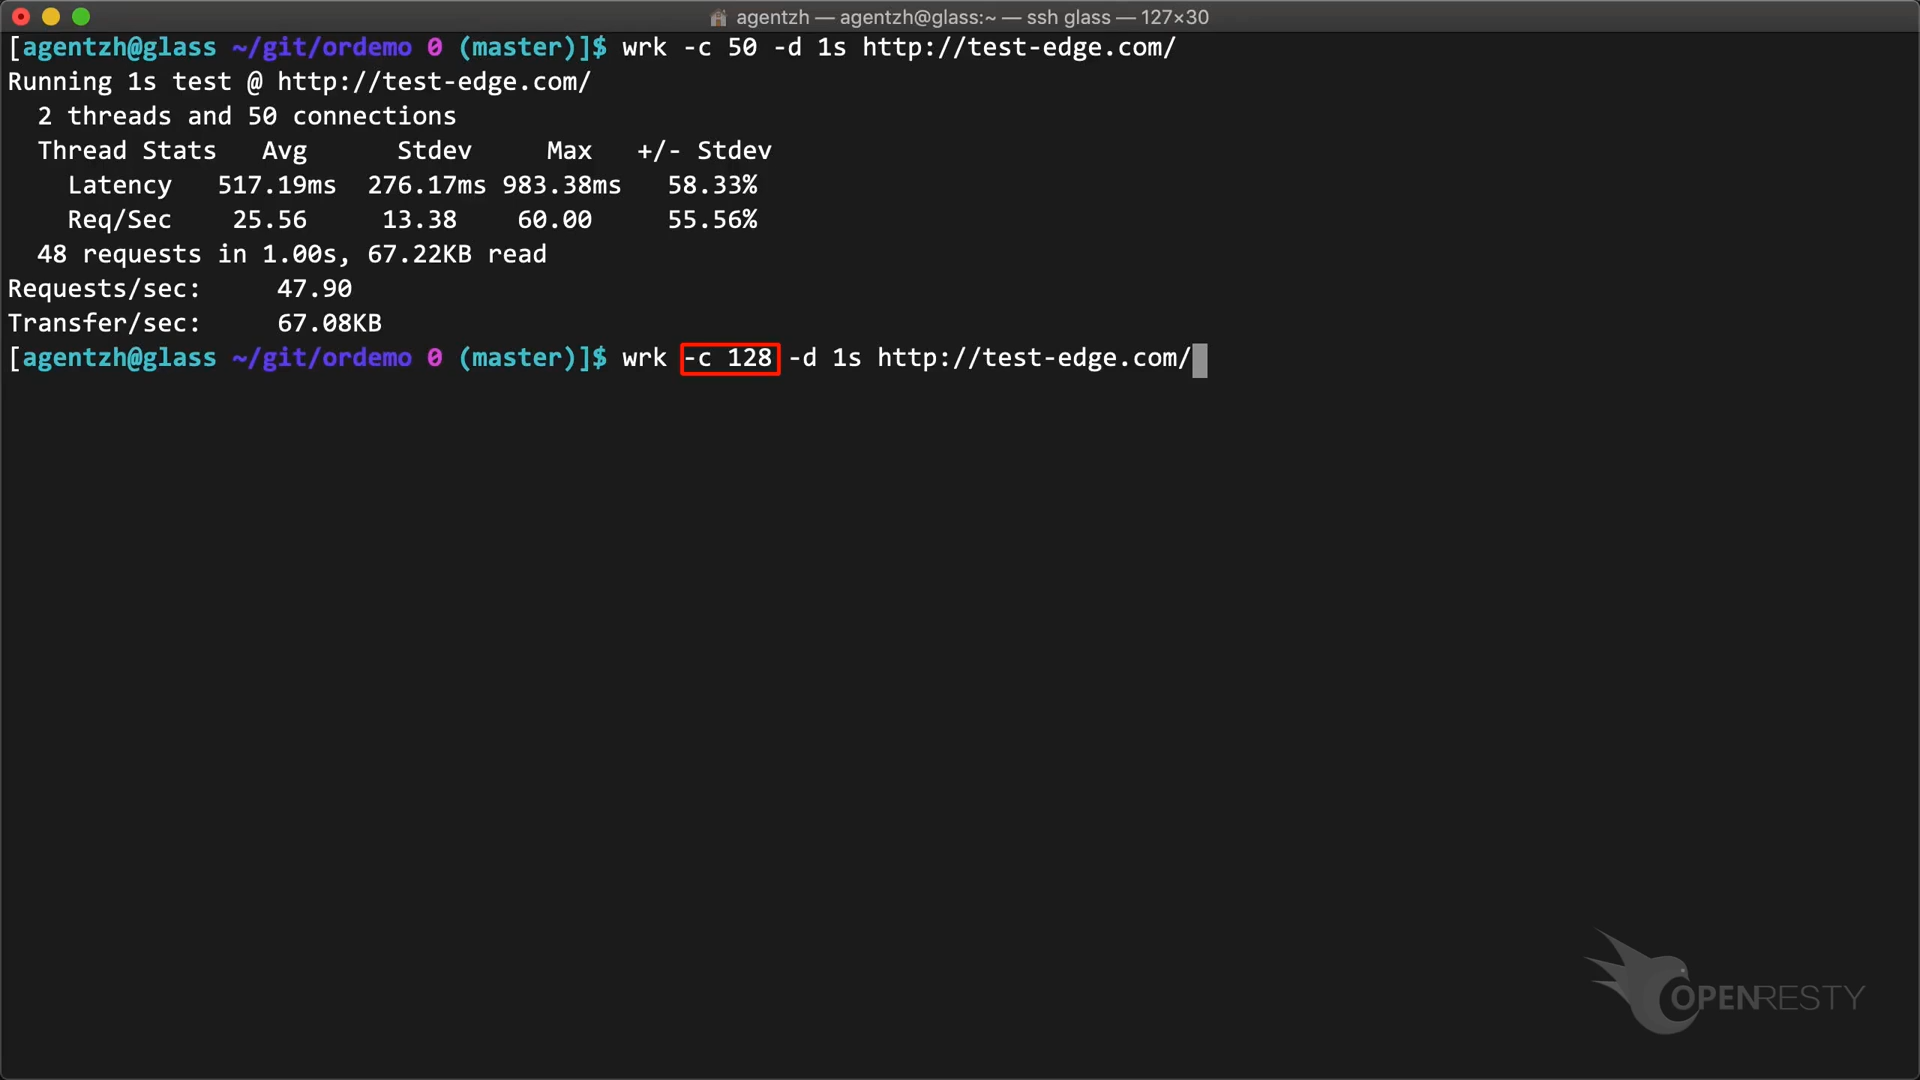 agentzh — agentzh@glass:~ — ssh glass — 127×30
[agentzh@glass ~/git/ordemo 0 (master)]$ wrk -c 50 -d 1s http://test-edge.com/
Running 1s test @ http://test-edge.com/
  2 threads and 50 connections
  Thread Stats   Avg      Stdev     Max   +/- Stdev
    Latency   517.19ms  276.17ms 983.38ms   58.33%
    Req/Sec    25.56     13.38    60.00     55.56%
  48 requests in 1.00s, 67.22KB read
Requests/sec:     47.90
Transfer/sec:     67.08KB
[agentzh@glass ~/git/ordemo 0 (master)]$ wrk -c 128 -d 1s http://test-edge.com/
OPENRESTY